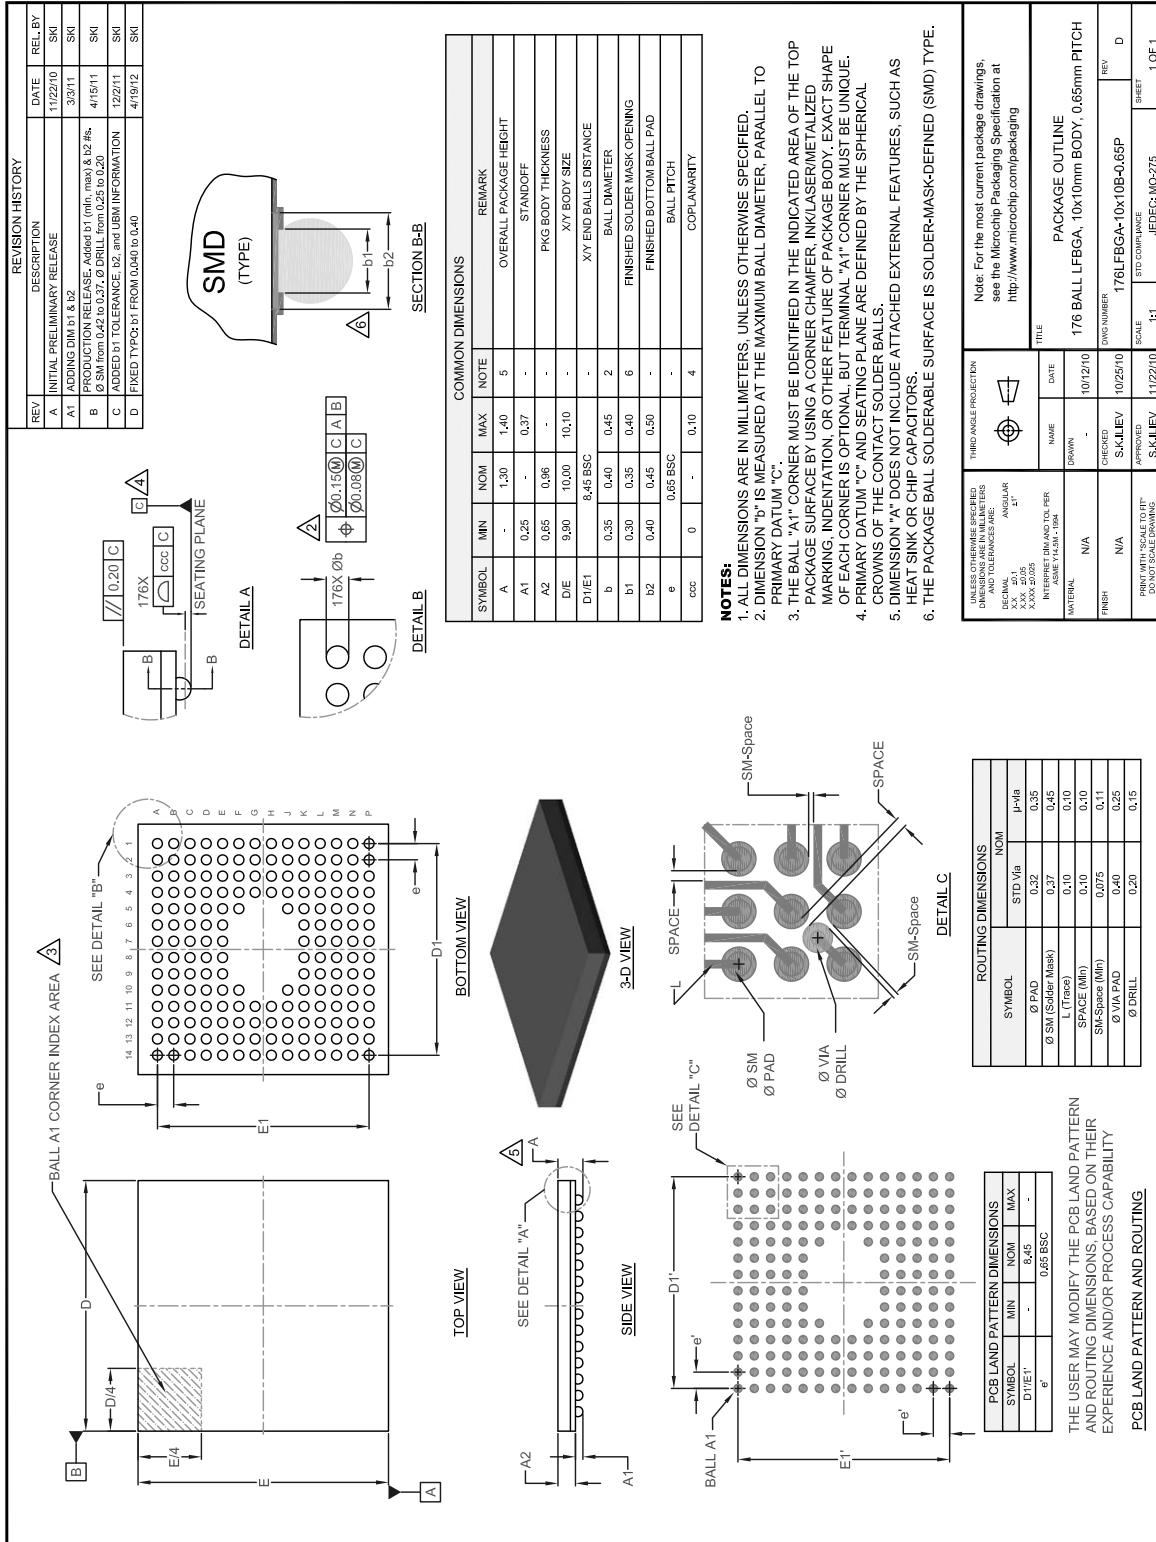 REVISION HISTORY
REV DESCRIPTION DATE REL. BY
A INITIAL PRELIMINARY RELEASE 11/22/10 SKI
A1 ADDING DIM b1 & b2 3/3/11 SKI
B PRODUCTION RELEASE. Added b1 (min, max) & b2 #s. Ø SM from 0.42 to 0.37. Ø DRILL from 0.25 to 0.20 4/15/11 SKI
C ADDED b1 TOLERANCE, b2, and UBM INFORMATION 12/2/11 SKI
D FIXED TYPO: b1 FROM 0.040 to 0.40 4/19/12 SKI
BALL A1 CORNER INDEX AREA 3
B
D
D/4
E/4
E
A
TOP VIEW
SEE DETAIL "B"
e
14 13 12 11 10 9 8 7 6 5 4 3 2 1
A
B
C
D
E
F
G
H
J
K
L
M
N
P
E1
e
D1
BOTTOM VIEW
// 0.20 C
176X
ccc C
C 4
SEATING PLANE
B
B
DETAIL A
2
176X Øb
Ø0.15 M C A B
Ø0.08 M C
DETAIL B
SMD
(TYPE)
6
b1
b2
SECTION B-B
SEE DETAIL "A"
5
A
A2
A1
SIDE VIEW
3-D VIEW
COMMON DIMENSIONS
SYMBOL MIN NOM MAX NOTE REMARK
A - 1.30 1.40 5 OVERALL PACKAGE HEIGHT
A1 0.25 - 0.37 - STANDOFF
A2 0.65 0.96 - - PKG BODY THICKNESS
D/E 9.90 10.00 10.10 - X/Y BODY SIZE
D1/E1 8.45 BSC - X/Y END BALLS DISTANCE
b 0.35 0.40 0.45 2 BALL DIAMETER
b1 0.30 0.35 0.40 6 FINISHED SOLDER MASK OPENING
b2 0.40 0.45 0.50 - FINISHED BOTTOM BALL PAD
e 0.65 BSC - BALL PITCH
ccc 0 - 0.10 4 COPLANARITY
NOTES:
1. ALL DIMENSIONS ARE IN MILLIMETERS, UNLESS OTHERWISE SPECIFIED.
2. DIMENSION "b" IS MEASURED AT THE MAXIMUM BALL DIAMETER, PARALLEL TO
PRIMARY DATUM "C".
3. THE BALL "A1" CORNER MUST BE IDENTIFIED IN THE INDICATED AREA OF THE TOP
PACKAGE SURFACE BY USING A CORNER CHAMFER, INK/LASER/METALIZED
MARKING, INDENTATION, OR OTHER FEATURE OF PACKAGE BODY. EXACT SHAPE
OF EACH CORNER IS OPTIONAL, BUT TERMINAL "A1" CORNER MUST BE UNIQUE.
4. PRIMARY DATUM "C" AND SEATING PLANE ARE DEFINED BY THE SPHERICAL
CROWNS OF THE CONTACT SOLDER BALLS.
5. DIMENSION "A" DOES NOT INCLUDE ATTACHED EXTERNAL FEATURES, SUCH AS
HEAT SINK OR CHIP CAPACITORS.
6. THE PACKAGE BALL SOLDERABLE SURFACE IS SOLDER-MASK-DEFINED (SMD) TYPE.
SEE
DETAIL "C"
D1'
e'
BALL A1
E1'
e'
L
SPACE
SM-Space
SPACE
SM-Space
Ø SM
Ø PAD
Ø VIA
Ø DRILL
DETAIL C
PCB LAND PATTERN DIMENSIONS
SYMBOL MIN NOM MAX
D1'/E1' - 8.45 -
e' 0.65 BSC
THE USER MAY MODIFY THE PCB LAND PATTERN
AND ROUTING DIMENSIONS, BASED ON THEIR
EXPERIENCE AND/OR PROCESS CAPABILITY
PCB LAND PATTERN AND ROUTING
ROUTING DIMENSIONS
SYMBOL NOM
STD Via µ-via
Ø PAD 0.32 0.35
Ø SM (Solder Mask) 0.37 0.45
L (Trace) 0.10 0.10
SPACE (Min) 0.10 0.10
SM-Space (Min) 0.075 0.11
Ø VIA PAD 0.40 0.25
Ø DRILL 0.20 0.15
UNLESS OTHERWISE SPECIFIED
DIMENSIONS ARE IN MILLIMETERS
AND TOLERANCES ARE:
DECIMAL ANGULAR
X.X ±0.1 ±1°
X.XX ±0.05
X.XXX ±0.025
INTERPRET DIM AND TOL PER
ASME Y14.5M - 1994
MATERIAL
N/A
FINISH
N/A
PRINT WITH "SCALE TO FIT"
DO NOT SCALE DRAWING
THIRD ANGLE PROJECTION
NAME DATE
DRAWN
- 10/12/10
CHECKED
S.K.ILIEV 10/25/10
APPROVED
S.K.ILIEV 11/22/10
Note: For the most current package drawings,
see the Microchip Packaging Specification at
http://www.microchip.com/packaging
TITLE
PACKAGE OUTLINE
176 BALL LFBGA, 10x10mm BODY, 0.65mm PITCH
DWG NUMBER
176LFBGA-10x10B-0.65P
REV
D
SCALE
1:1
STD COMPLIANCE
JEDEC: MO-275
SHEET
1 OF 1